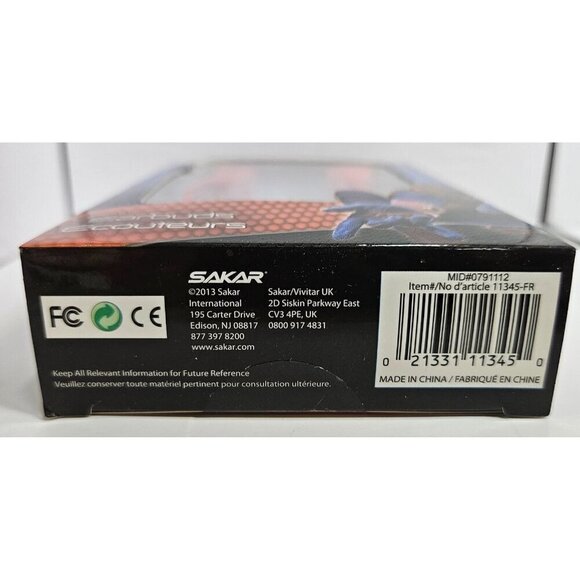 earbuds
écouteurs
SAKAR®
©2013 Sakar
International
195 Carter Drive
Edison, NJ 08817
877 397 8200
www.sakar.com
Sakar/Vivitar UK
2D Siskin Parkway East
CV3 4PE, UK
0800 917 4831
FC CE
MID#0791112
Item#/No d'article 11345-FR
0 21331 11345 0
MADE IN CHINA / FABRIQUÉ EN CHINE
Keep All Relevant Information for Future Reference
Veuillez conserver toute matériel pertinent pour consultation ultérieure.